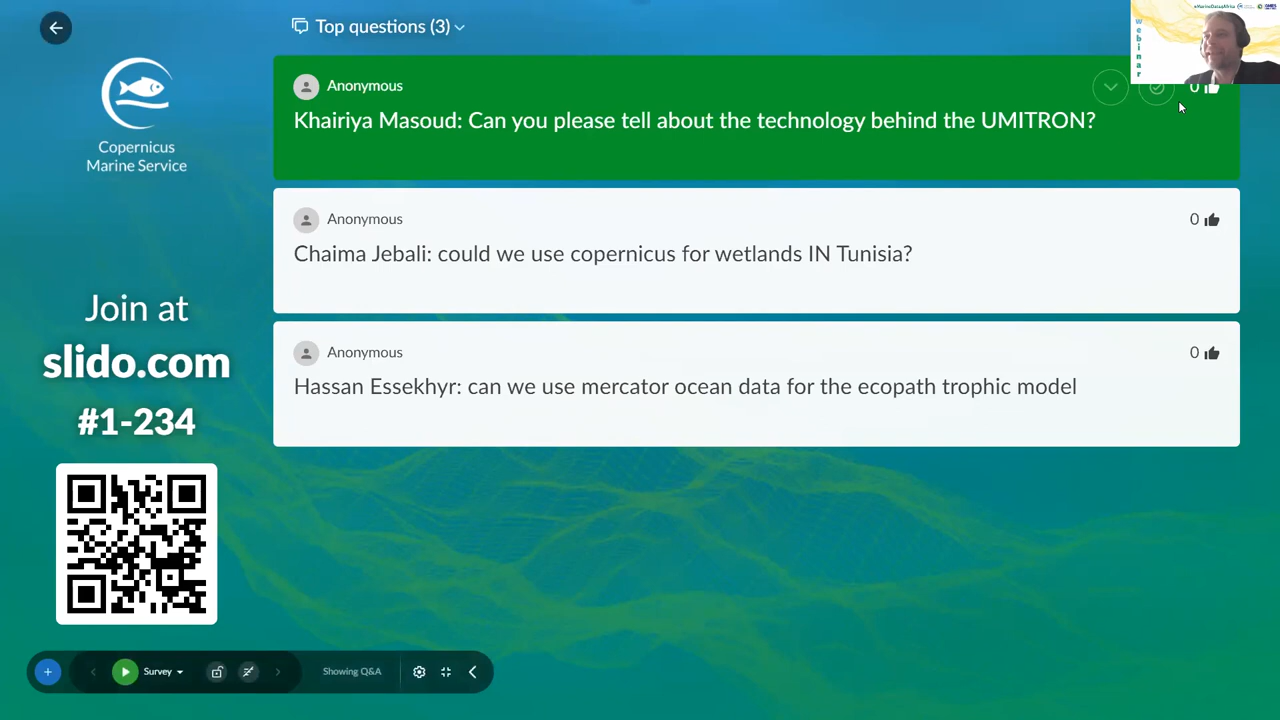 Top questions (3)
webinar
Copernicus
Marine Service
Join at
slido.com
#1-234
Anonymous
0
Khairiya Masoud: Can you please tell about the technology behind the UMITRON?
Anonymous
0
Chaima Jebali: could we use copernicus for wetlands IN Tunisia?
Anonymous
0
Hassan Essekhyr: can we use mercator ocean data for the ecopath trophic model
Survey
Showing Q&A